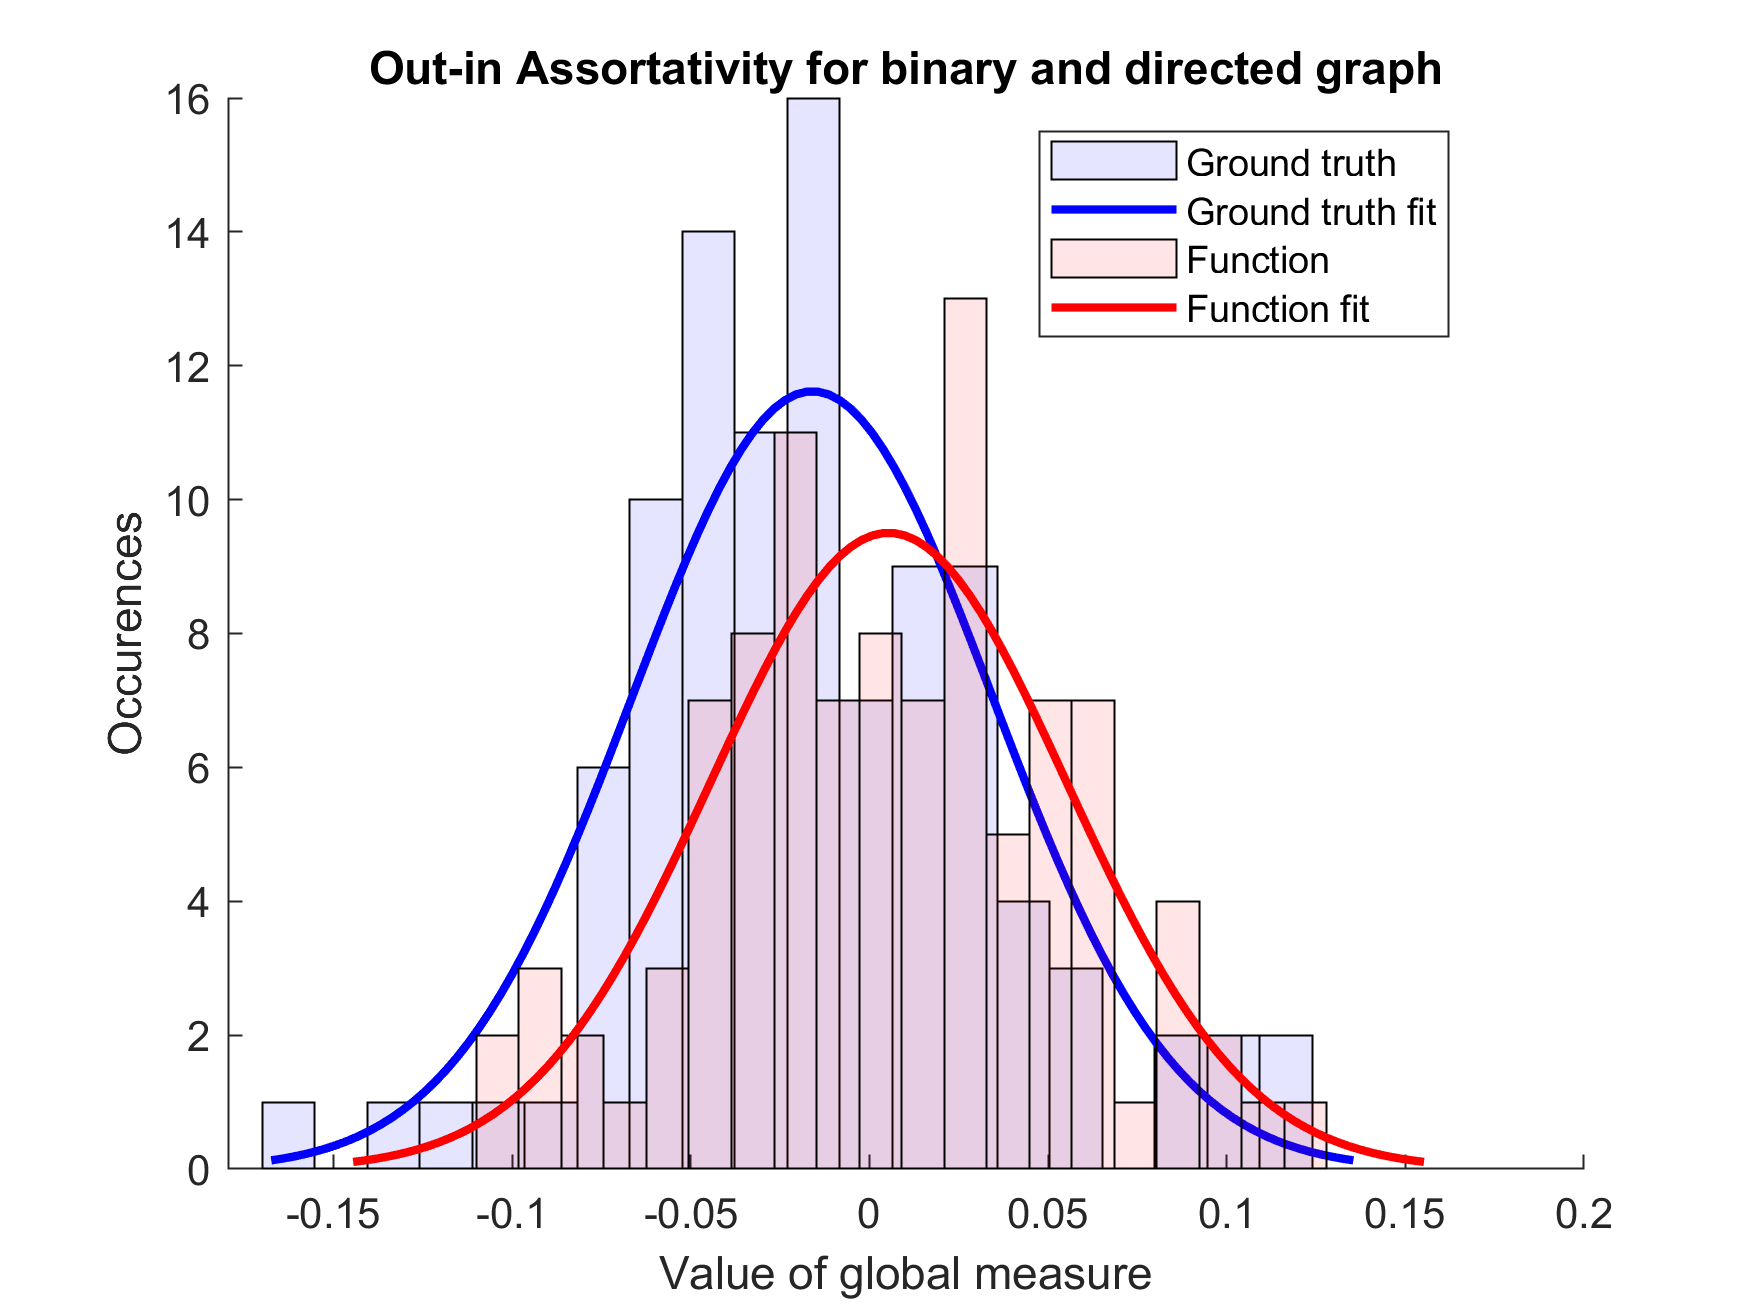 Out-in Assortativity for binary and directed graph
16
14
12
10
8
6
4
2
0
Occurences
Ground truth
Ground truth fit
Function
Function fit
-0.15 -0.1 -0.05 0 0.05 0.1 0.15 0.2
Value of global measure